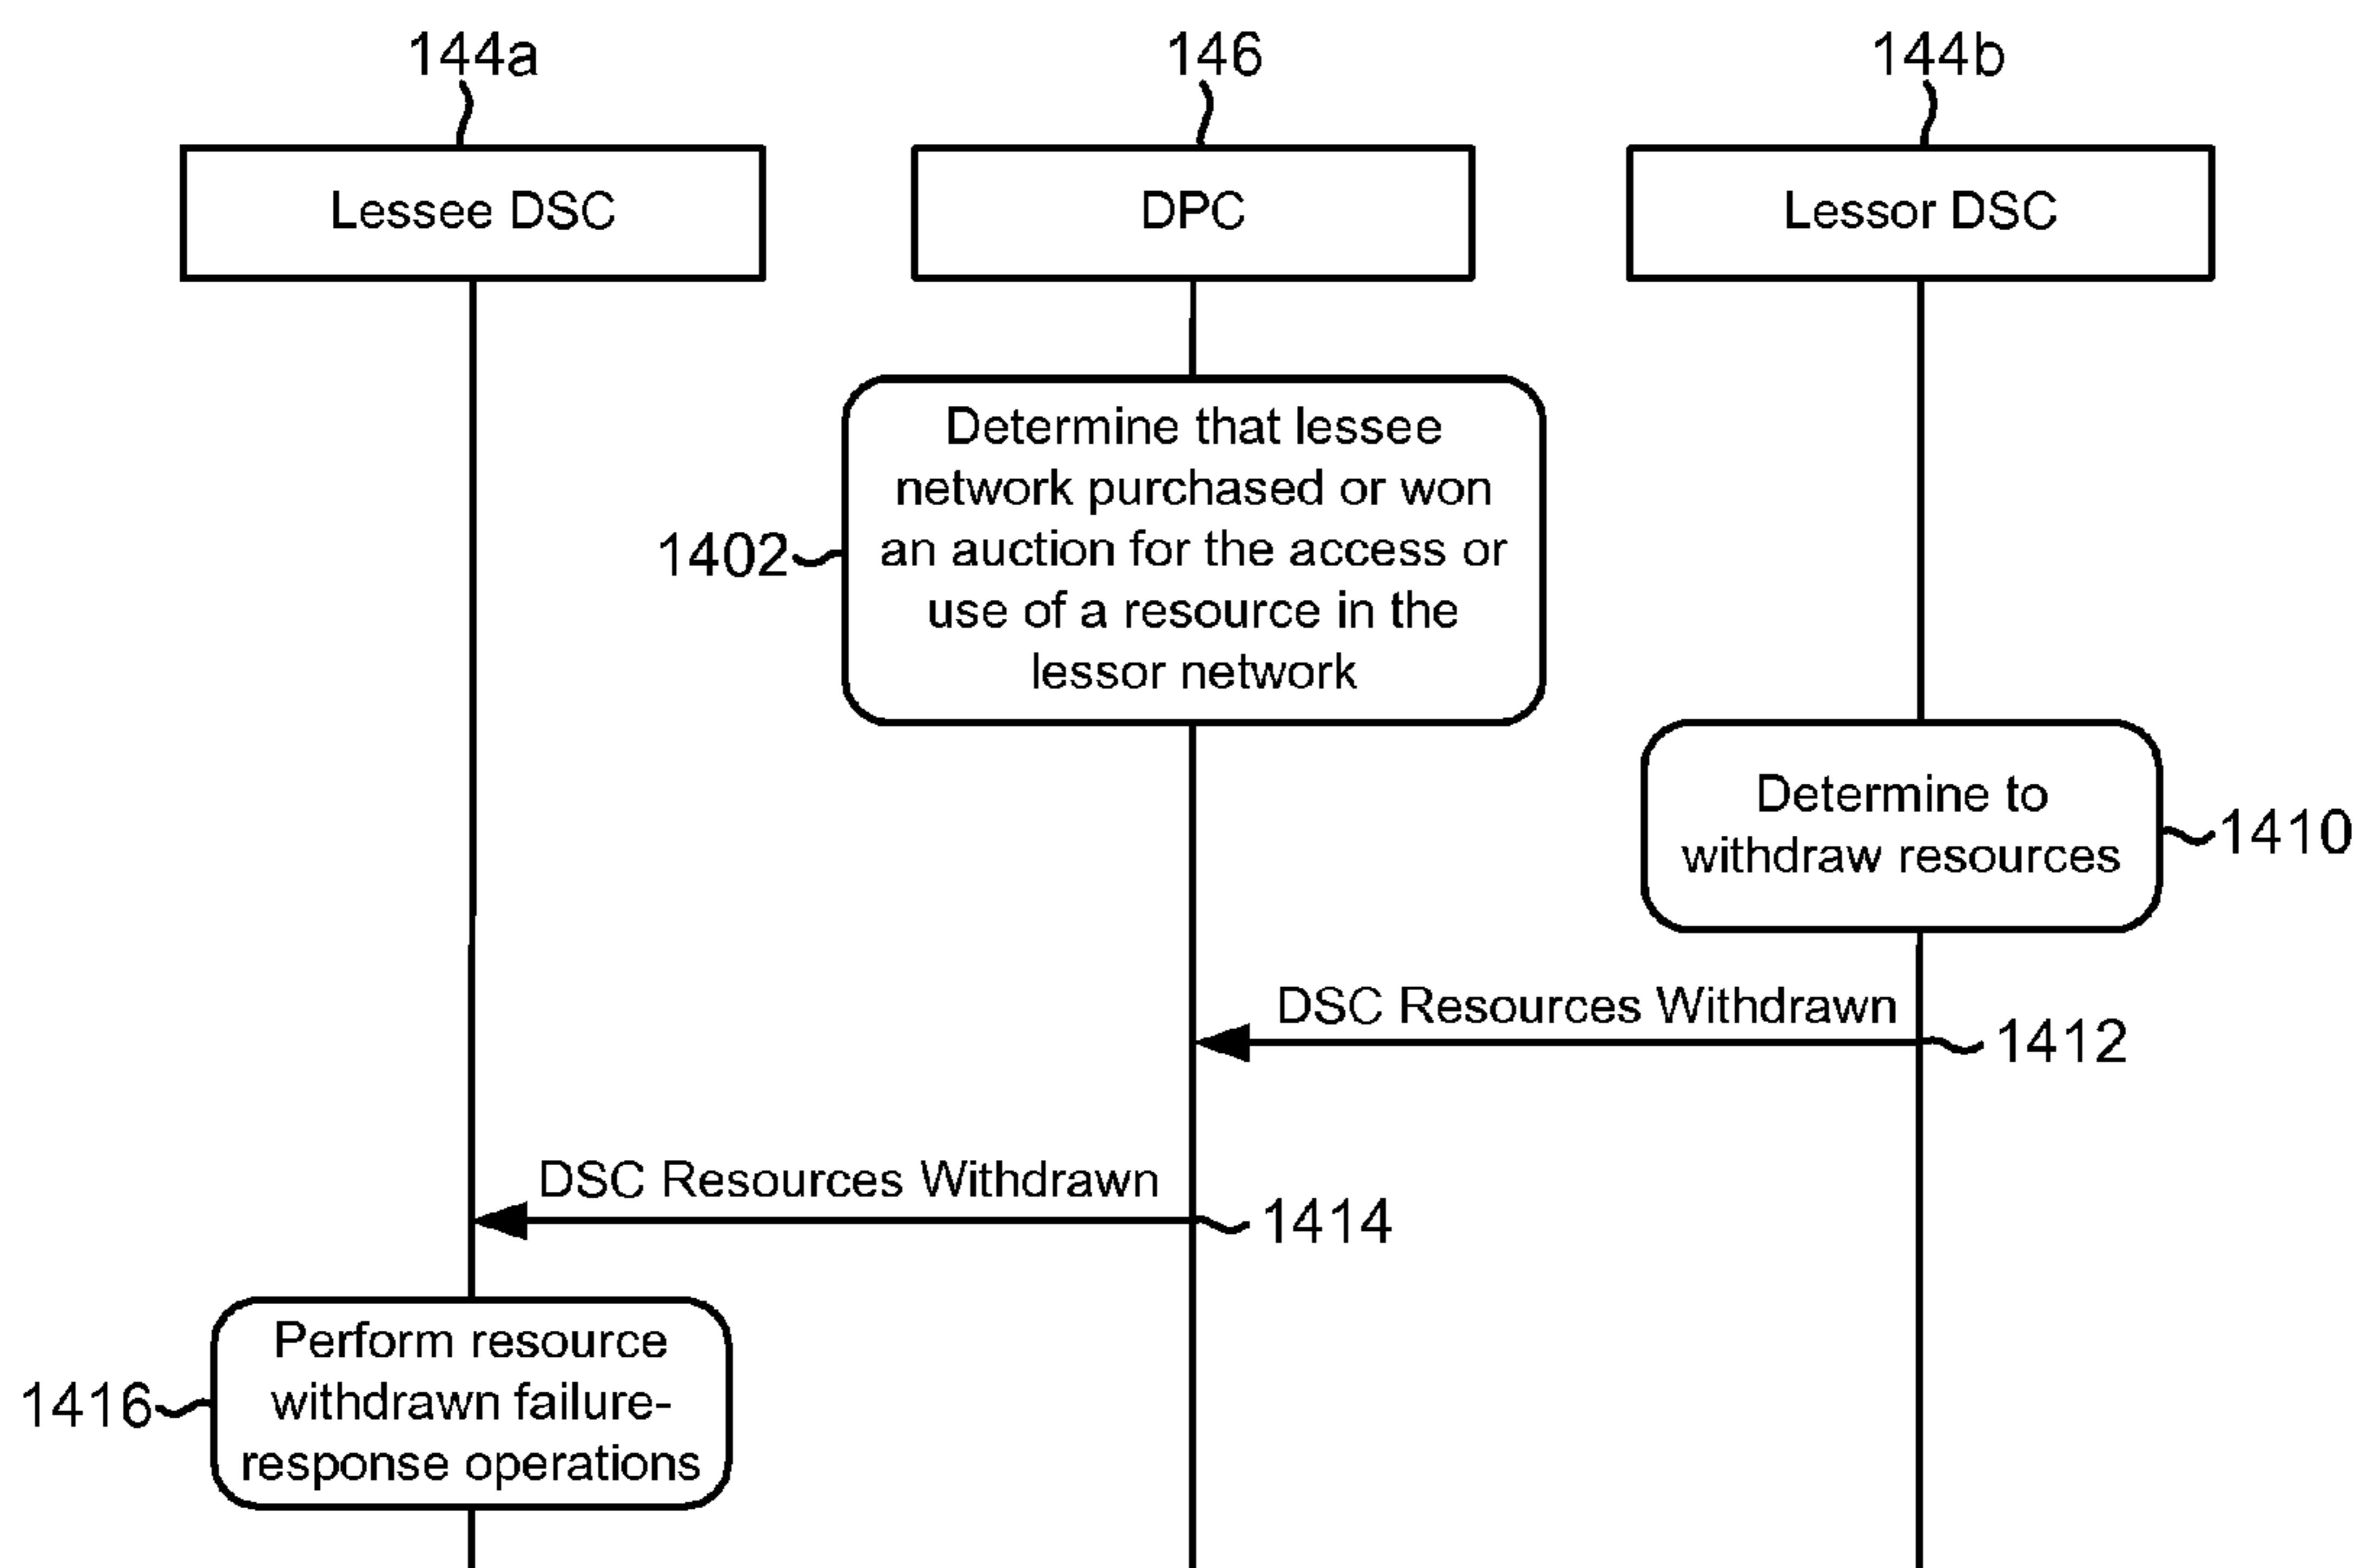 144a
146
144b
Lessee DSC
DPC
Lessor DSC
Determine that lessee
network purchased or won
an auction for the access or
use of a resource in the
lessor network
1402
Determine to
withdraw resources
1410
DSC Resources Withdrawn
1412
DSC Resources Withdrawn
1414
Perform resource
withdrawn failure-
response operations
1416